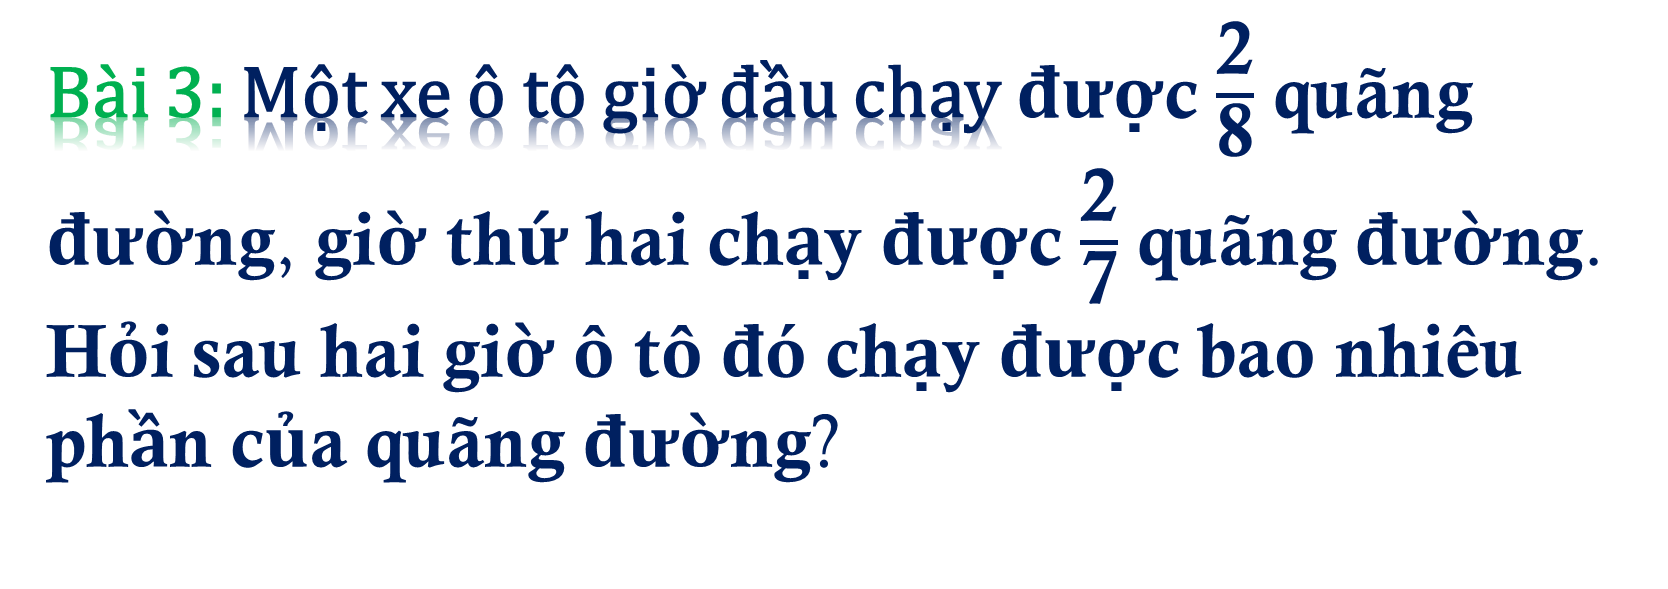 Bài 3: Một xe ô tô giờ đầu chạy được 2/8 quãng
đường, giờ thứ hai chạy được 2/7 quãng đường.
Hỏi sau hai giờ ô tô đó chạy được bao nhiêu
phần của quãng đường?